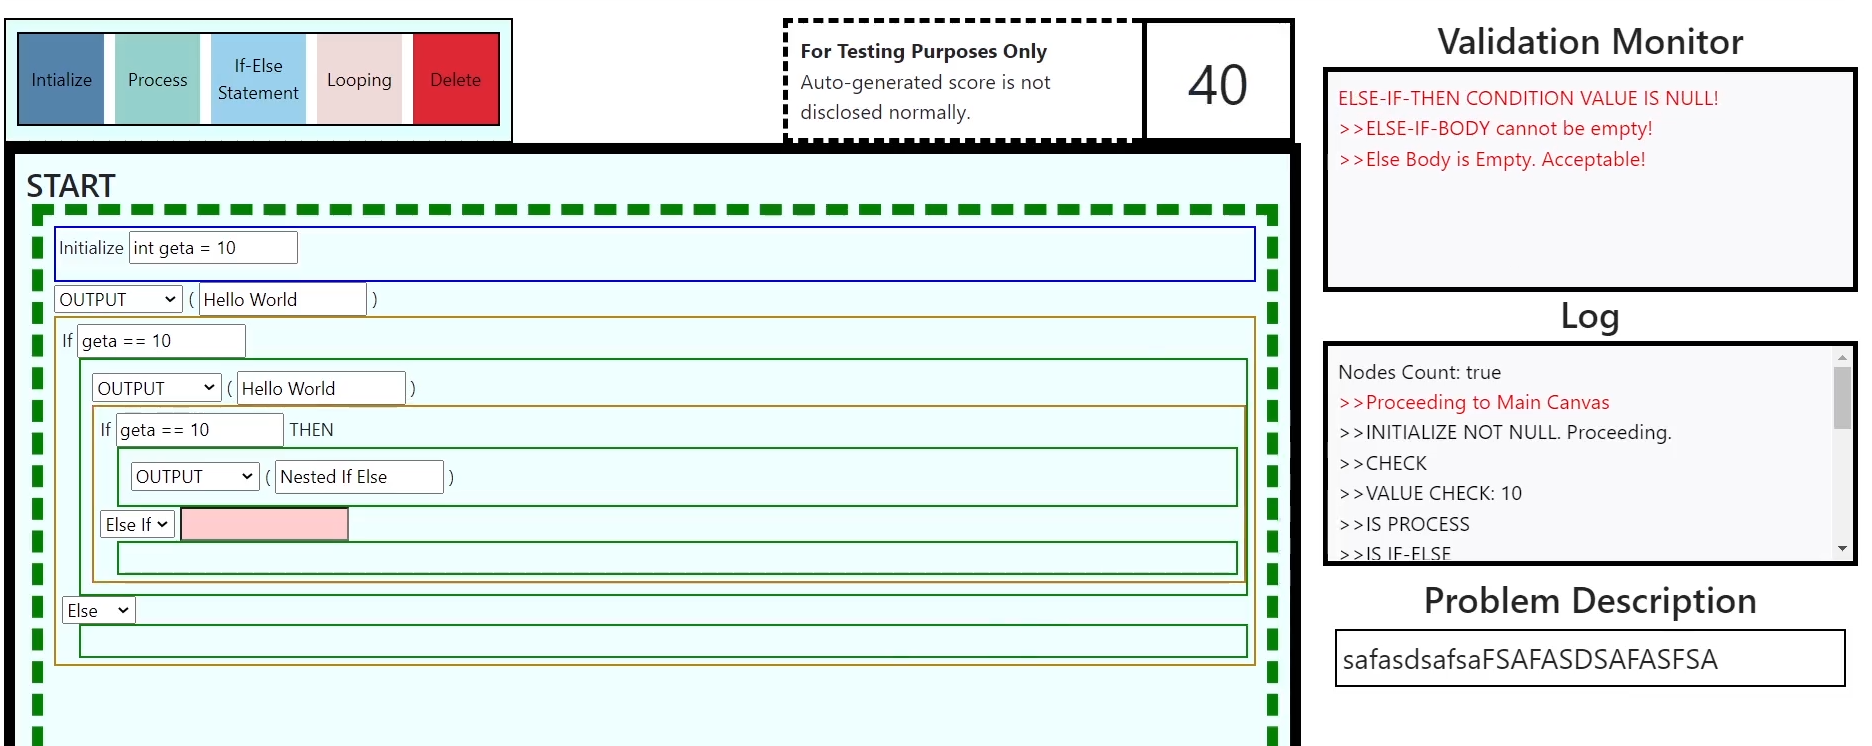 Intialize
Process
If-Else
Statement
Looping
Delete
For Testing Purposes Only
Auto-generated score is not
disclosed normally.
40
START
Initialize int geta = 10
OUTPUT ( Hello World )
If geta == 10
OUTPUT ( Hello World )
If geta == 10 THEN
OUTPUT ( Nested If Else )
Else If
Else
Validation Monitor
ELSE-IF-THEN CONDITION VALUE IS NULL!
>>ELSE-IF-BODY cannot be empty!
>>Else Body is Empty. Acceptable!
Log
Nodes Count: true
>>Proceeding to Main Canvas
>>INITIALIZE NOT NULL. Proceeding.
>>CHECK
>>VALUE CHECK: 10
>>IS PROCESS
>>IS IF-ELSE
Problem Description
safasdsafsaFSAFASDSAFASFSA